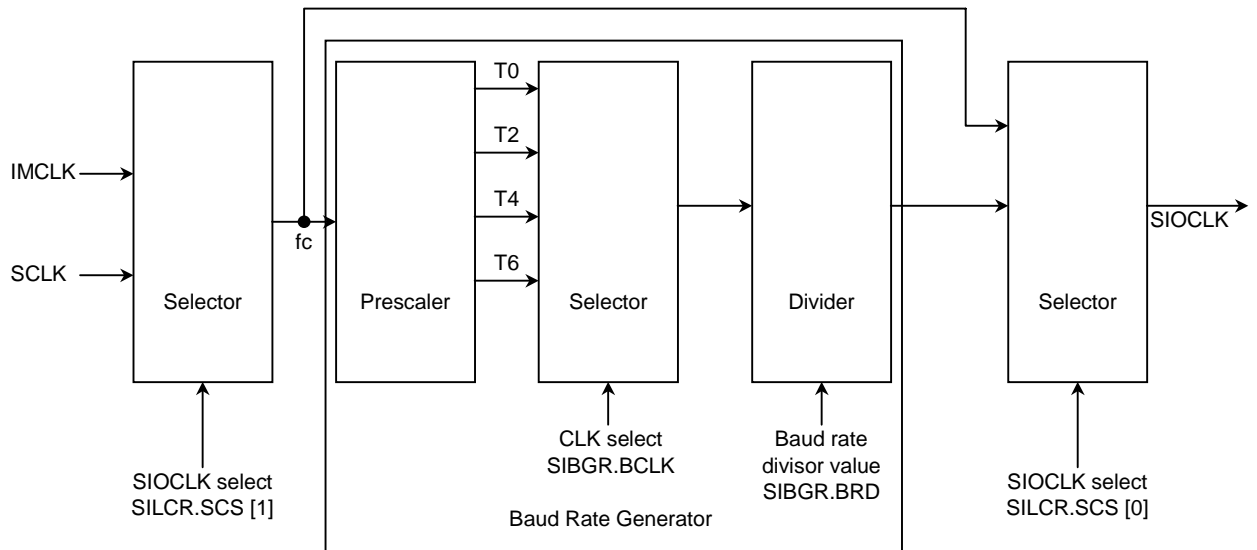 T0
T2
IMCLK
T4
fc
SIOCLK
T6
SCLK
Selector
Prescaler
Selector
Divider
Selector
CLK select
SIBGR.BCLK
Baud rate
divisor value
SIBGR.BRD
SIOCLK select
SILCR.SCS [1]
SIOCLK select
SILCR.SCS [0]
Baud Rate Generator